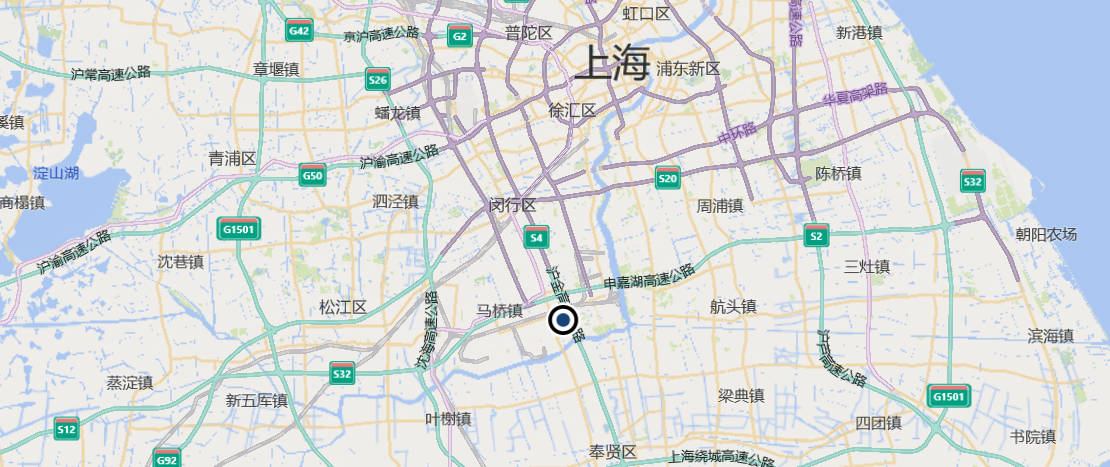 虹口区
G42
京沪高速公路
G2
普陀区
新港镇
上海
浦东新区
高速公路
沪常高速公路
章堰镇
S26
蟠龙镇
徐汇区
华夏高架路
中环路
溪镇
青浦区
沪渝高速公路
G50
淀山湖
商榻镇
泗泾镇
闵行区
S20
周浦镇
陈桥镇
S32
G1501
沪渝高速公路
沈巷镇
S4
S2
朝阳农场
三灶镇
申嘉湖高速公路
松江区
沈海高速公路
马桥镇
沪金高
路
航头镇
滨海镇
沪芦高速公路
蒸淀镇
新五厍镇
S32
叶榭镇
梁典镇
G1501
四团镇
书院镇
S12
G92
奉贤区
上海绕城高速公路